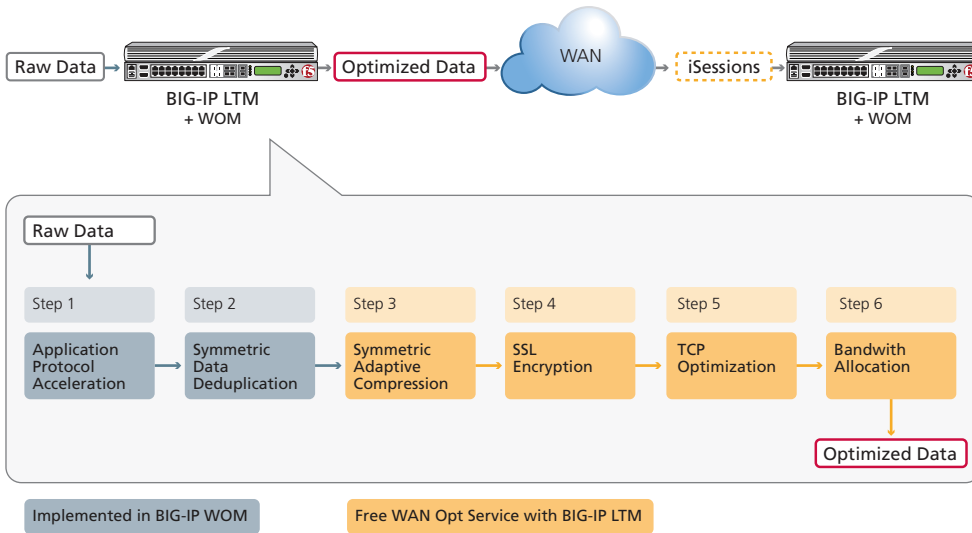 Raw Data
Optimized Data
WAN
iSessions
BIG-IP LTM
+ WOM
BIG-IP LTM
+ WOM
Raw Data
Step 1
Step 2
Step 3
Step 4
Step 5
Step 6
Application
Protocol
Acceleration
Symmetric
Data
Deduplication
Symmetric
Adaptive
Compression
SSL
Encryption
TCP
Optimization
Bandwith
Allocation
Optimized Data
Implemented in BIG-IP WOM
Free WAN Opt Service with BIG-IP LTM